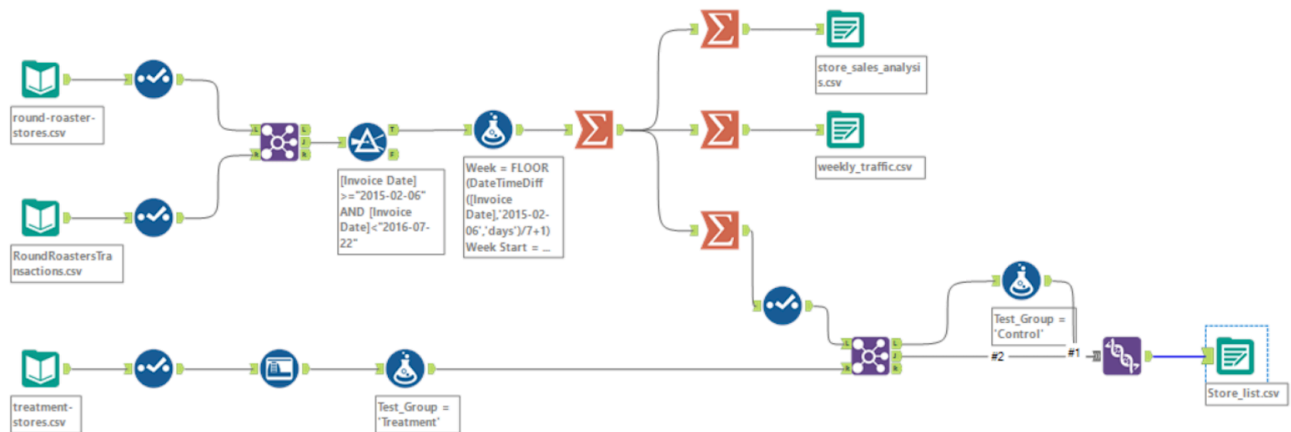 round-roaster-
stores.csv
RoundRoastersTra
nsactions.csv
[Invoice Date]
>="2015-02-06"
AND [Invoice
Date]<"2016-07-
22"
Week = FLOOR
(DateTimeDiff
([Invoice
Date],'2015-02-
06','days')/7+1)
Week Start = ...
store_sales_analysi
s.csv
weekly_traffic.csv
treatment-
stores.csv
Test_Group =
'Treatment'
Test_Group =
'Control'
#2
#1
Store_list.csv